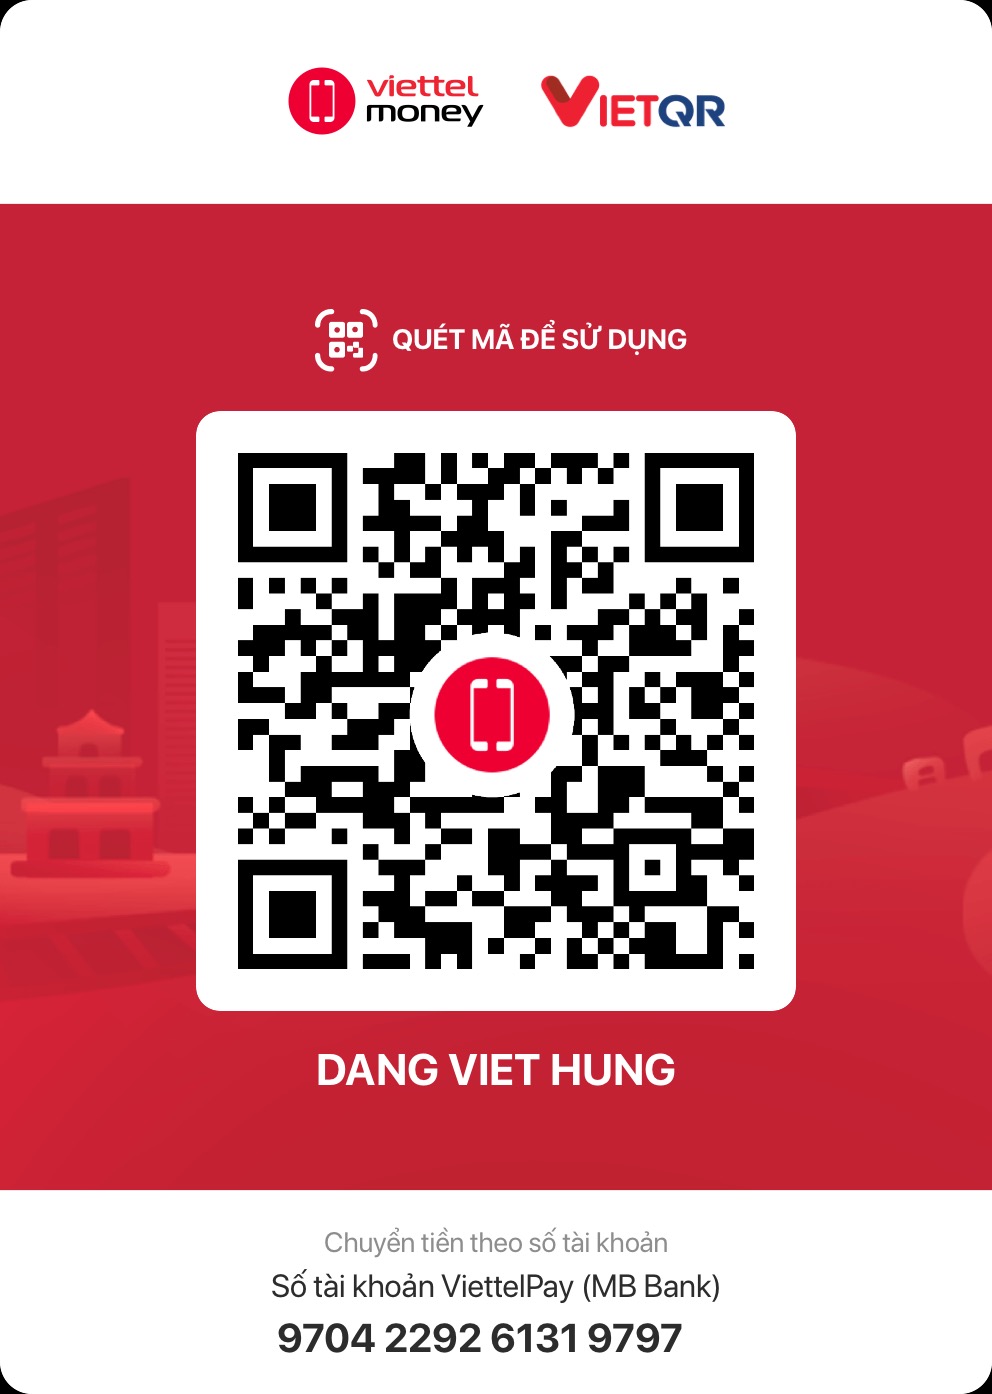 viettel
money
VIETQR
QUÉT MÃ ĐỂ SỬ DỤNG
DANG VIET HUNG
Chuyển tiền theo số tài khoản
Số tài khoản ViettelPay (MB Bank)
9704 2292 6131 9797